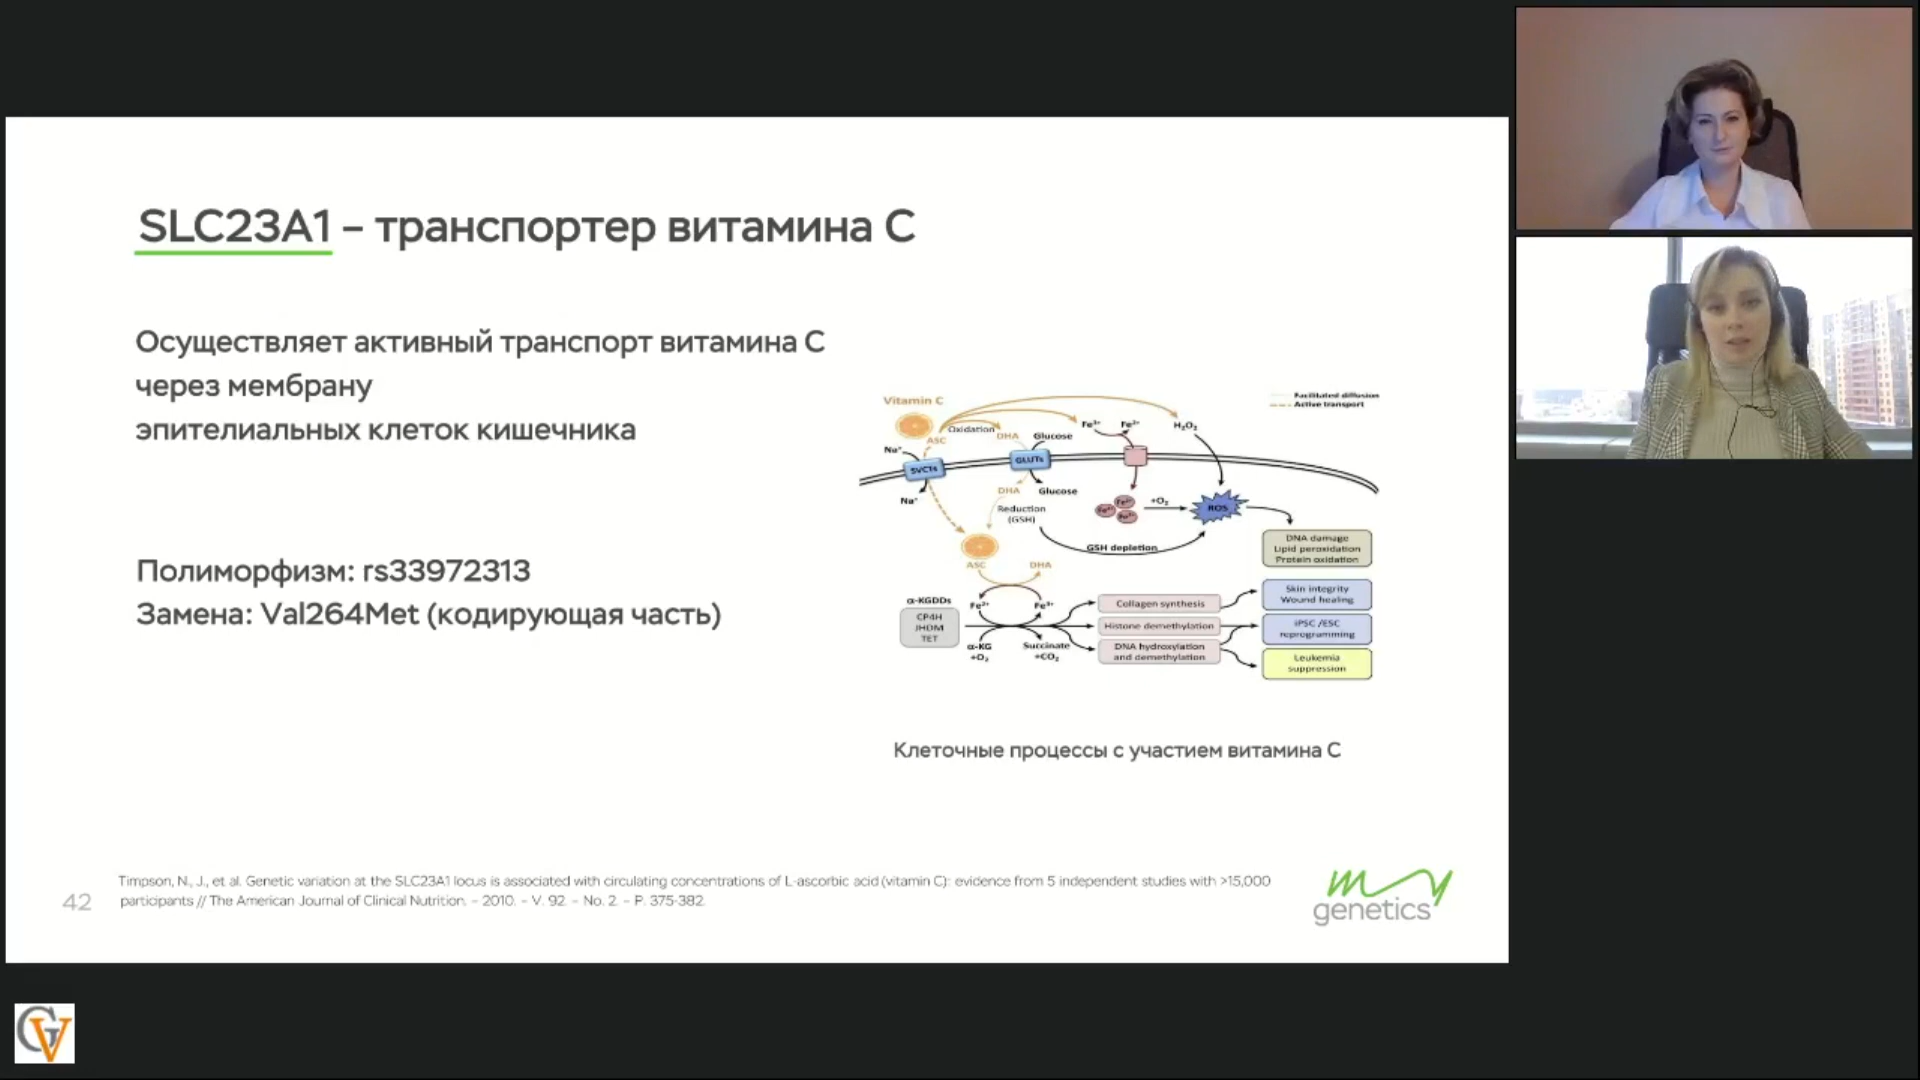 SLC23A1 – транспортер витамина С
Осуществляет активный транспорт витамина С
через мембрану
эпителиальных клеток кишечника
Полиморфизм: rs33972313
Замена: Val264Met (кодирующая часть)
Vitamin C
Facilitated diffusion
Active transport
ASC
Oxidation
DHA
Glucose
Fe³⁺
Fe²⁺
H₂O₂
Na⁺
SVCTs
GLUTs
Na⁺
DHA
Glucose
Reduction
(GSH)
+O₂
ROS
GSH depletion
DNA damage
Lipid peroxidation
Protein oxidation
ASC
DHA
α-KGDDs
CP4H
JHDM
TET
Fe²⁺
Fe³⁺
α-KG
+O₂
Succinate
+CO₂
Collagen synthesis
Histone demethylation
DNA hydroxylation
and demethylation
Skin integrity
Wound healing
iPSC /ESC
reprogramming
Leukemia
suppression
Клеточные процессы с участием витамина С
Timpson, N., J., et al. Genetic variation at the SLC23A1 locus is associated with circulating concentrations of L-ascorbic acid (vitamin C): evidence from 5 independent studies with >15,000
participants // The American Journal of Clinical Nutrition. – 2010. – V. 92. – No. 2. – P. 375-382.
42
my
genetics
GV